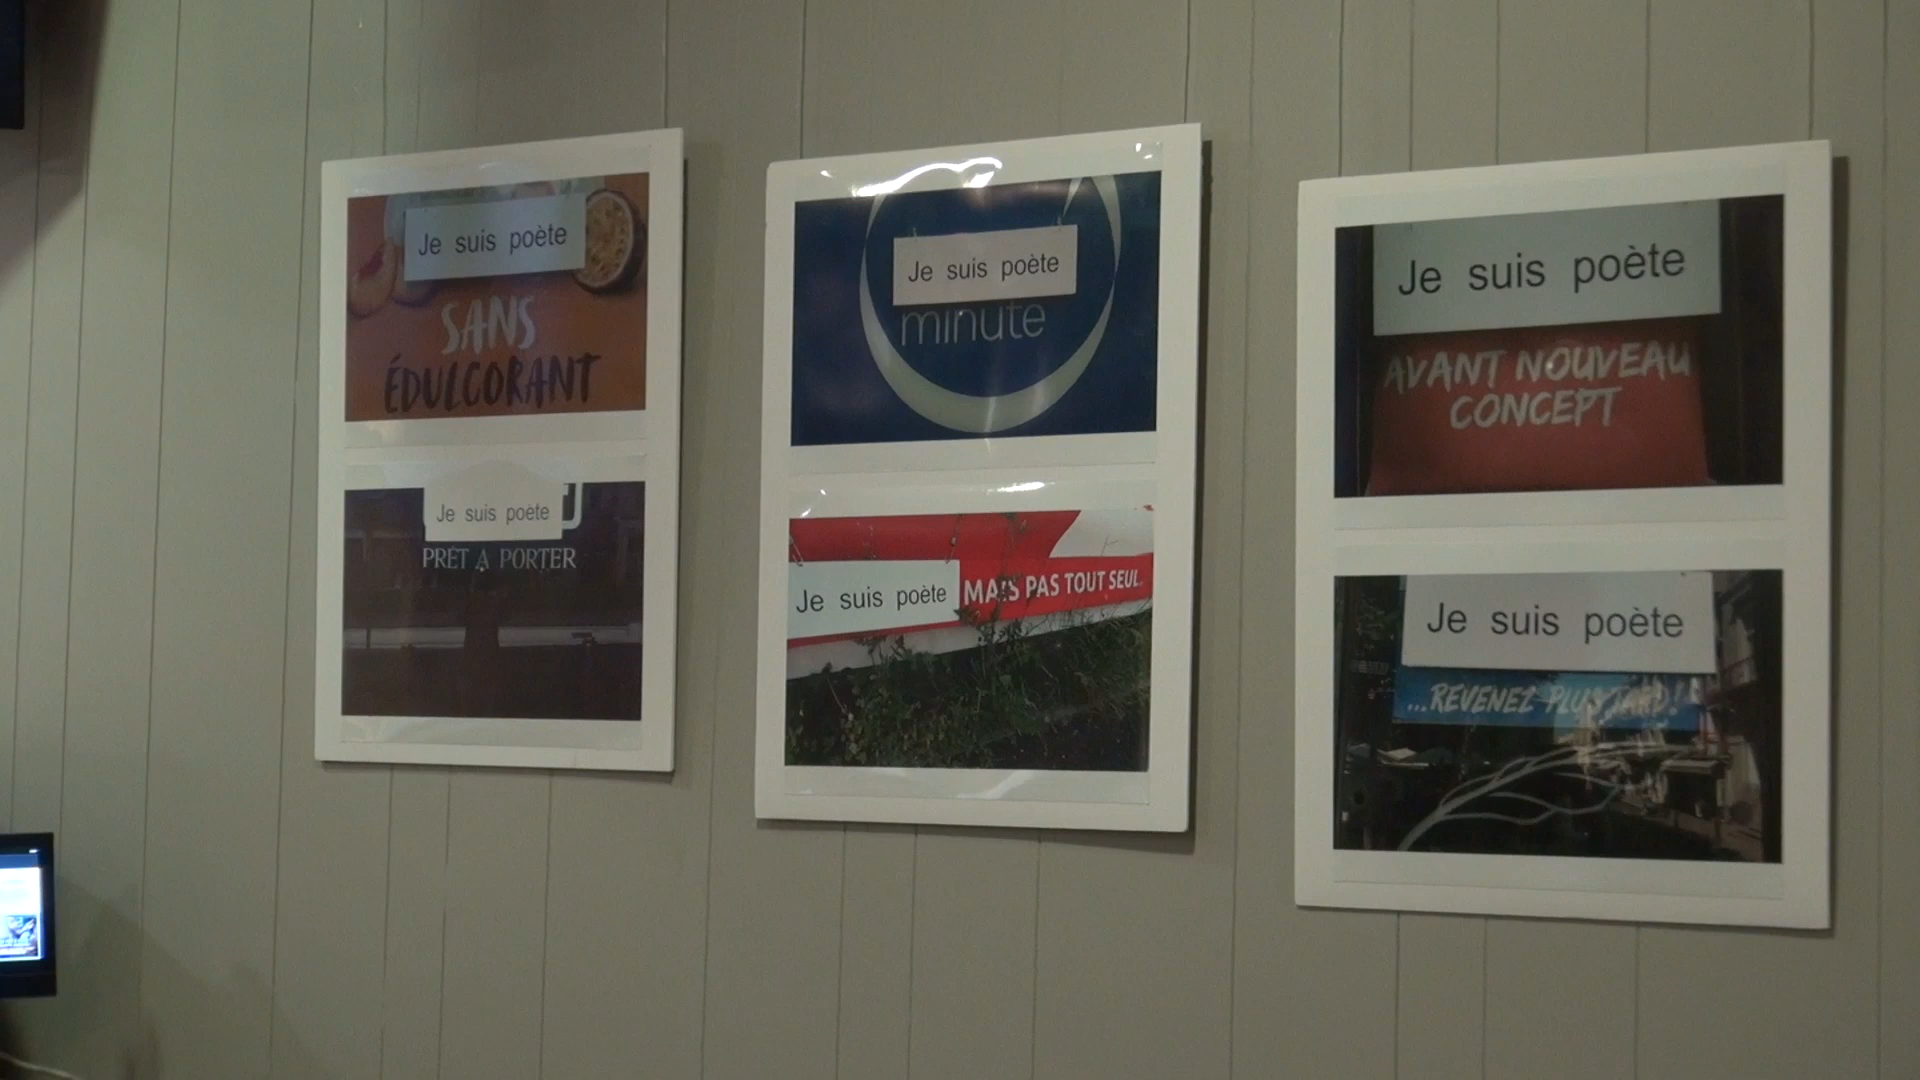 Je suis poète
SANS
ÉDULCORANT
Je suis poète
PRÊT A PORTER
Je suis poète
minute
Je suis poète MAIS PAS TOUT SEUL.
Je suis poète
AVANT NOUVEAU
CONCEPT
Je suis poète
...REVENEZ PLUS TARD!